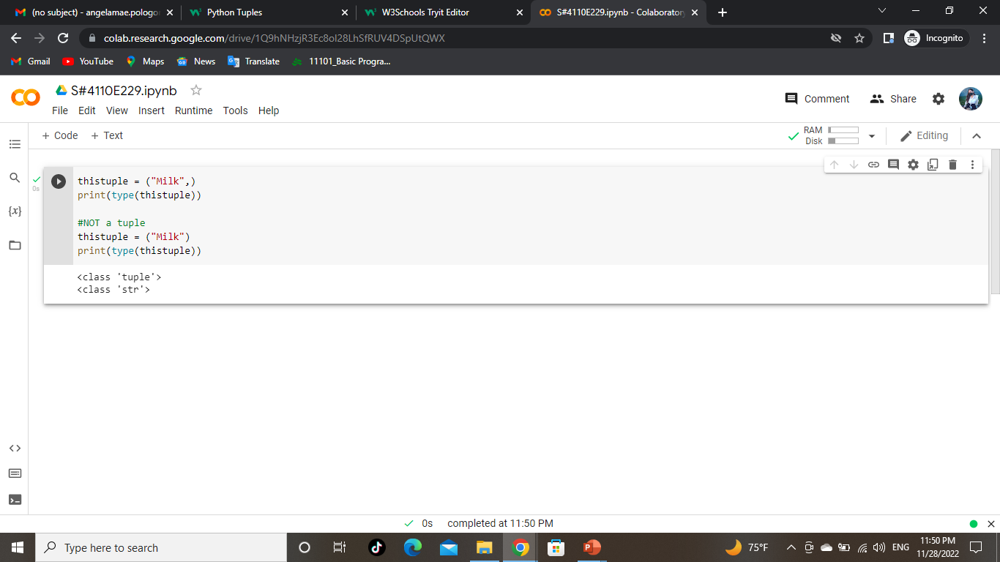 (no subject) - angelamae.pologo
Python Tuples
W3Schools Tryit Editor
S#4110E229.ipynb - Colaboratory
colab.research.google.com/drive/1Q9hNHzjR3Ec8oI28LhSfRUV4DSpUtQWX
Incognito
Gmail
YouTube
Maps
News
Translate
11101_Basic Progra...
S#4110E229.ipynb
File Edit View Insert Runtime Tools Help
Comment
Share
+ Code + Text
RAM
Disk
Editing
0s
{x}
thistuple = ("Milk",)
print(type(thistuple))
#NOT a tuple
thistuple = ("Milk")
print(type(thistuple))
<class 'tuple'>
<class 'str'>
0s completed at 11:50 PM
Type here to search
75°F
ENG
11:50 PM
11/28/2022